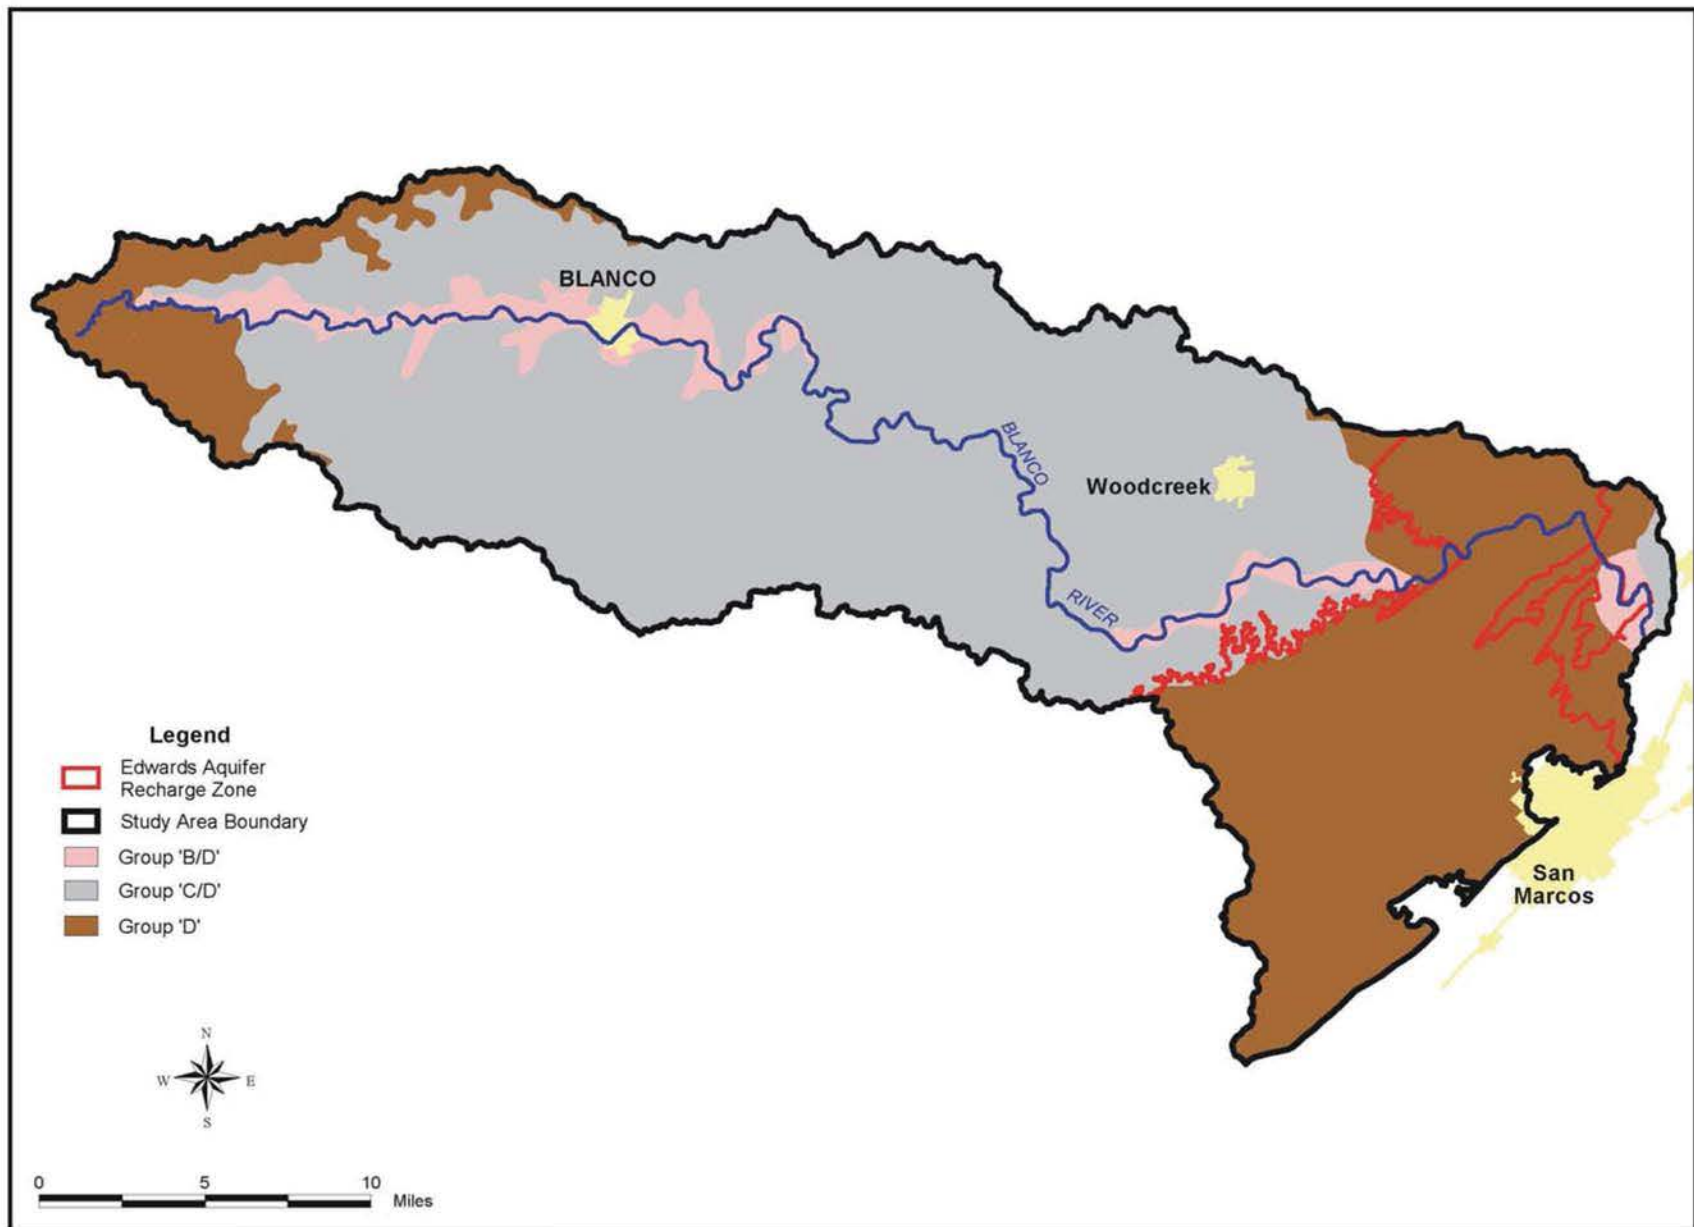 BLANCO
BLANCO
Woodcreek
RIVER
Legend
Edwards Aquifer
Recharge Zone
Study Area Boundary
Group 'B/D'
Group 'C/D'
Group 'D'
San
Marcos
N
W E
S
0 5 10
Miles